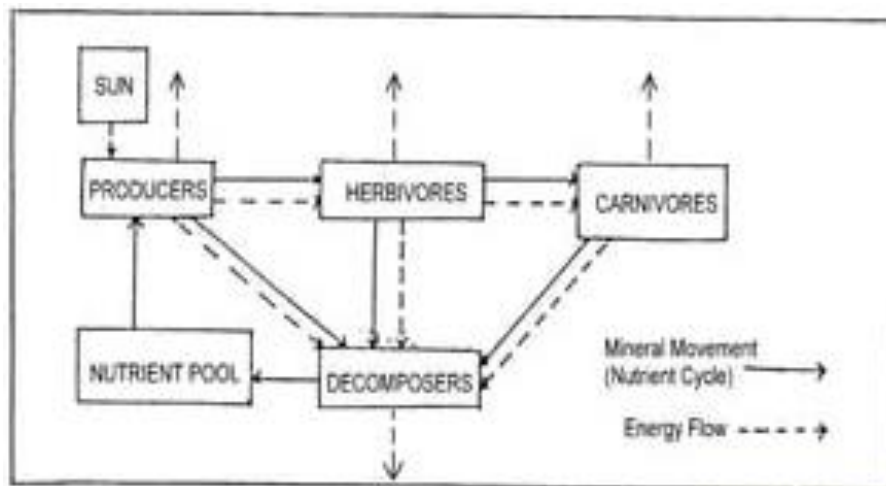 SUN
PRODUCERS
HERBIVORES
CARNIVORES
NUTRIENT POOL
DECOMPOSERS
Mineral Movement
(Nutrient Cycle)
Energy Flow